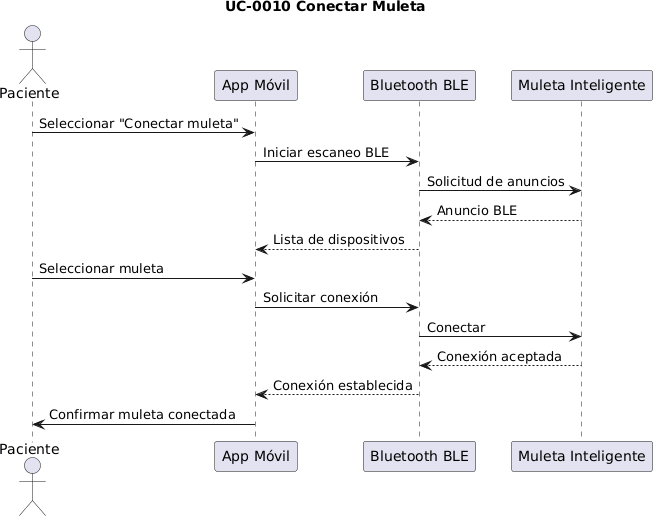 UC-0010 Conectar Muleta
Paciente
App Móvil
Bluetooth BLE
Muleta Inteligente
Seleccionar "Conectar muleta"
Iniciar escaneo BLE
Solicitud de anuncios
Anuncio BLE
Lista de dispositivos
Seleccionar muleta
Solicitar conexión
Conectar
Conexión aceptada
Conexión establecida
Confirmar muleta conectada
Paciente
App Móvil
Bluetooth BLE
Muleta Inteligente